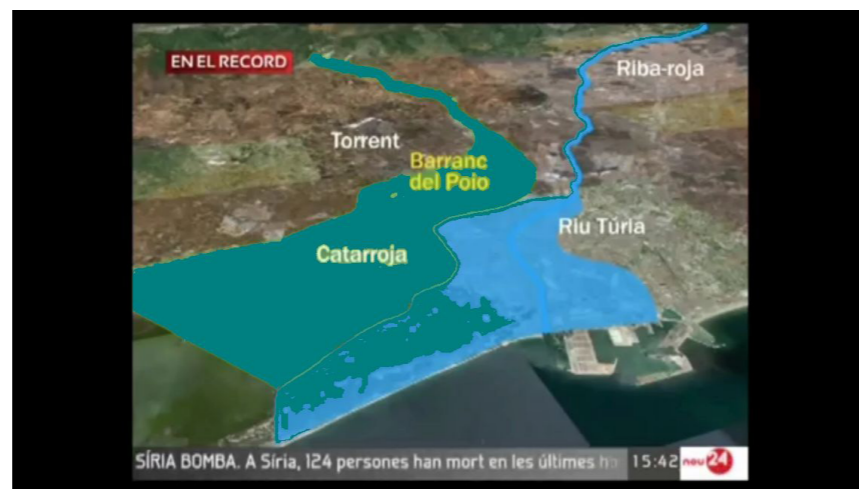 EN EL RECORD
Riba-roja
Torrent
Barranc
del Poio
Riu Túria
Catarroja
SÍRIA BOMBA. A Síria, 124 persones han mort en les últimes
15:42 nou 24